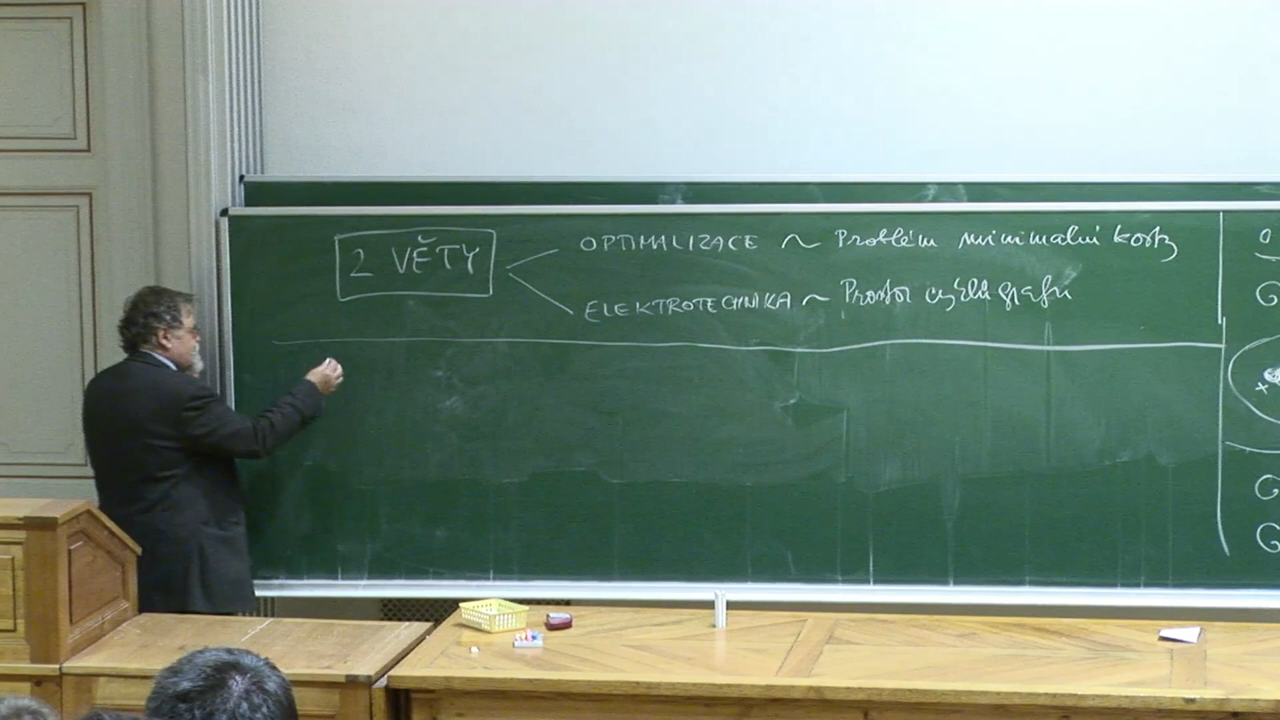 2 VĚTY
OPTIMALIZACE ~ Problém minimální kostry
ELEKTROTECHNIKA ~ Prostor cyklů grafu
G
x
G
G